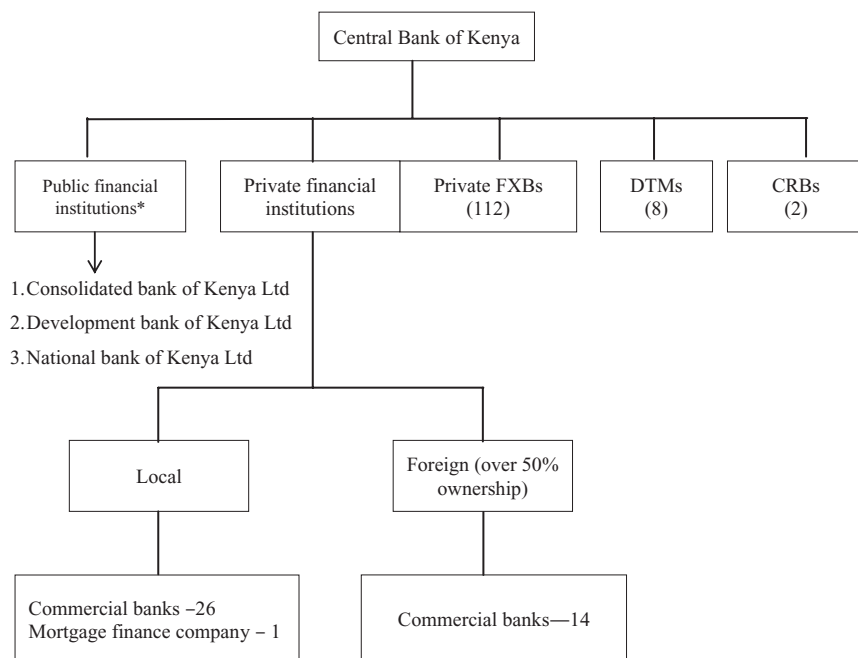 Central Bank of Kenya
Public financial
institutions*
Private financial
institutions
Private FXBs
(112)
DTMs
(8)
CRBs
(2)
1.Consolidated bank of Kenya Ltd
2.Development bank of Kenya Ltd
3.National bank of Kenya Ltd
Local
Foreign (over 50%
ownership)
Commercial banks –26
Mortgage finance company – 1
Commercial banks—14